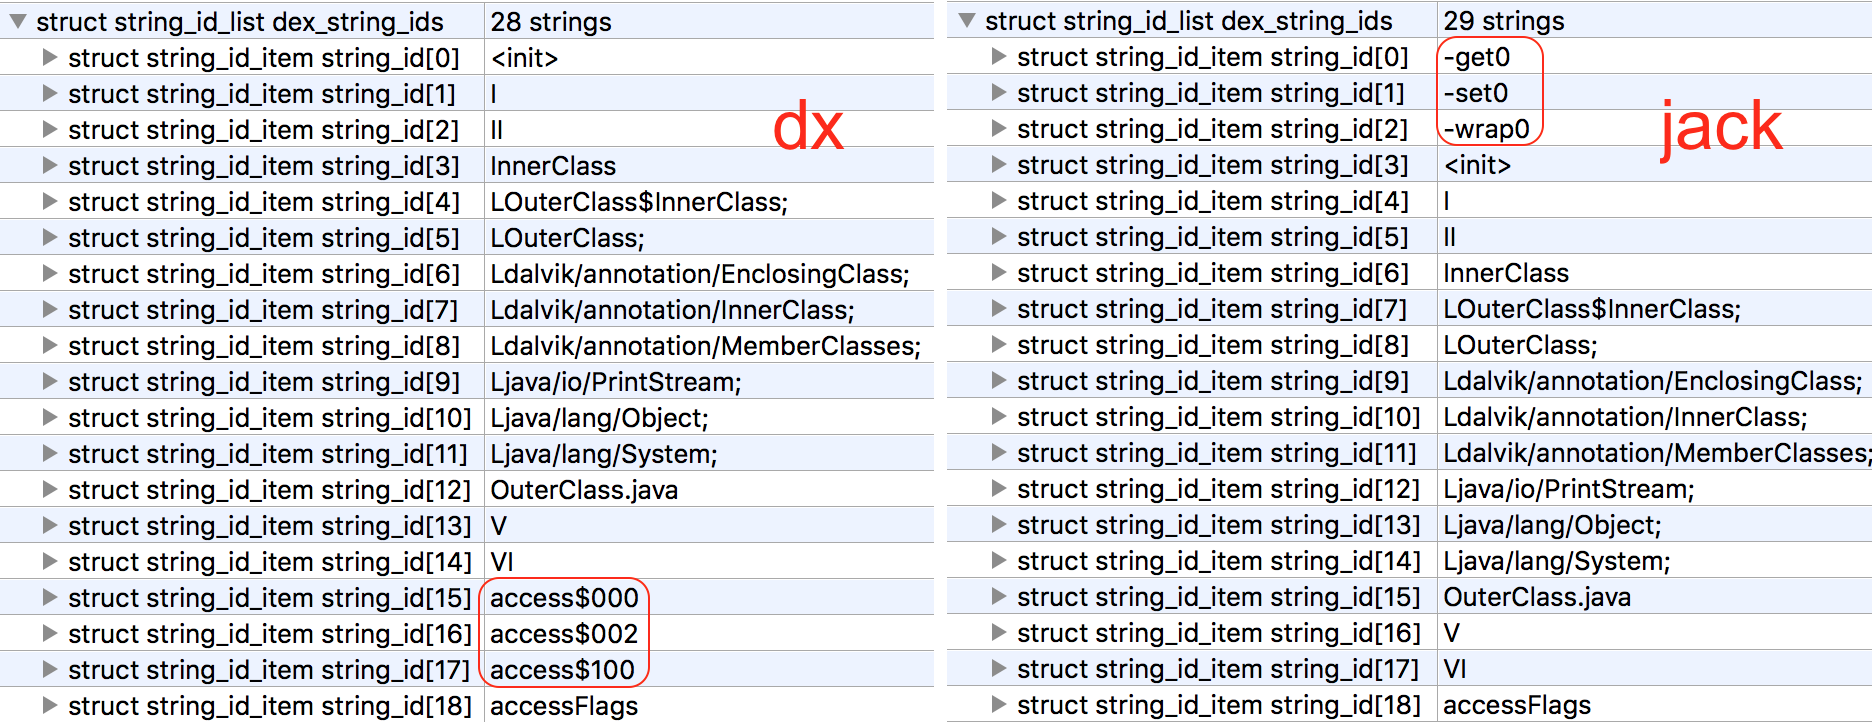 struct string_id_list dex_string_ids 28 strings
struct string_id_item string_id[0] <init>
struct string_id_item string_id[1] I
struct string_id_item string_id[2] II
struct string_id_item string_id[3] InnerClass
struct string_id_item string_id[4] LOuterClass$InnerClass;
struct string_id_item string_id[5] LOuterClass;
struct string_id_item string_id[6] Ldalvik/annotation/EnclosingClass;
struct string_id_item string_id[7] Ldalvik/annotation/InnerClass;
struct string_id_item string_id[8] Ldalvik/annotation/MemberClasses;
struct string_id_item string_id[9] Ljava/io/PrintStream;
struct string_id_item string_id[10] Ljava/lang/Object;
struct string_id_item string_id[11] Ljava/lang/System;
struct string_id_item string_id[12] OuterClass.java
struct string_id_item string_id[13] V
struct string_id_item string_id[14] VI
struct string_id_item string_id[15] access$000
struct string_id_item string_id[16] access$002
struct string_id_item string_id[17] access$100
struct string_id_item string_id[18] accessFlags
dx
struct string_id_list dex_string_ids 29 strings
struct string_id_item string_id[0] -get0
struct string_id_item string_id[1] -set0
struct string_id_item string_id[2] -wrap0
struct string_id_item string_id[3] <init>
struct string_id_item string_id[4] I
struct string_id_item string_id[5] II
struct string_id_item string_id[6] InnerClass
struct string_id_item string_id[7] LOuterClass$InnerClass;
struct string_id_item string_id[8] LOuterClass;
struct string_id_item string_id[9] Ldalvik/annotation/EnclosingClass;
struct string_id_item string_id[10] Ldalvik/annotation/InnerClass;
struct string_id_item string_id[11] Ldalvik/annotation/MemberClasses;
struct string_id_item string_id[12] Ljava/io/PrintStream;
struct string_id_item string_id[13] Ljava/lang/Object;
struct string_id_item string_id[14] Ljava/lang/System;
struct string_id_item string_id[15] OuterClass.java
struct string_id_item string_id[16] V
struct string_id_item string_id[17] VI
struct string_id_item string_id[18] accessFlags
jack